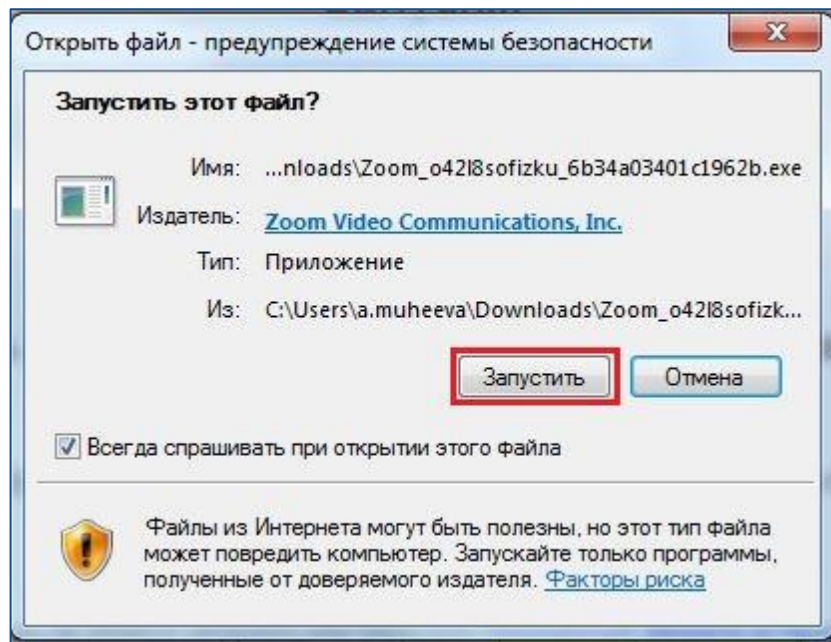 Открыть файл - предупреждение системы безопасности
Запустить этот файл?
Имя: ...nloads\Zoom_o42l8sofizku_6b34a03401c1962b.exe
Издатель: Zoom Video Communications, Inc.
Тип: Приложение
Из: C:\Users\a.muheeva\Downloads\Zoom_o42l8sofizk...
Запустить Отмена
Всегда спрашивать при открытии этого файла
Файлы из Интернета могут быть полезны, но этот тип файла
может повредить компьютер. Запускайте только программы,
полученные от доверяемого издателя. Факторы риска